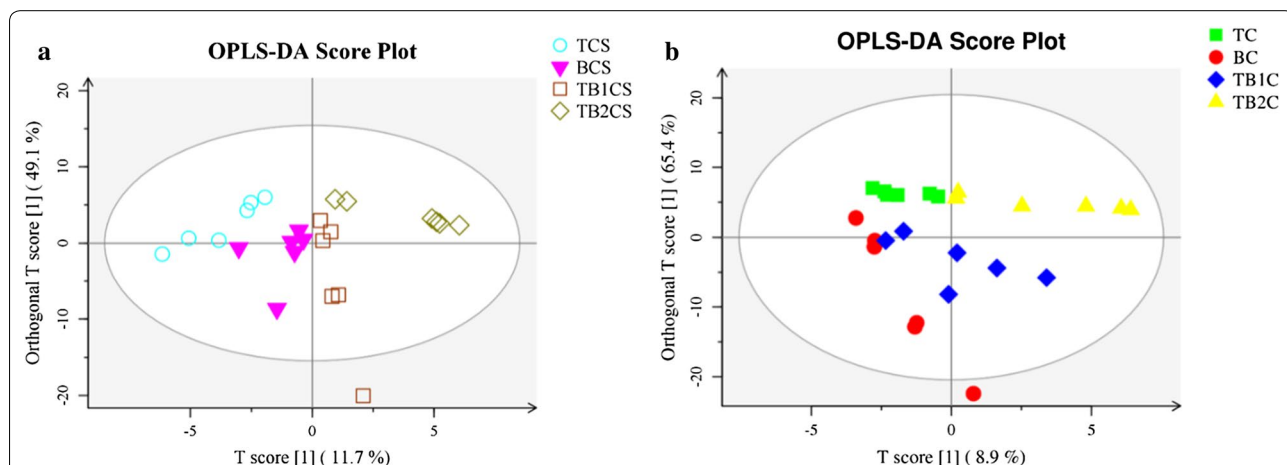 a
OPLS-DA Score Plot
TCS
BCS
TB1CS
TB2CS
Orthogonal T score [1] ( 49.1 %)
20
10
0
-10
-20
-5
0
5
T score [1] ( 11.7 %)
b
OPLS-DA Score Plot
TC
BC
TB1C
TB2C
Orthogonal T score [1] ( 65.4 %)
20
10
0
-10
-20
-5
0
5
T score [1] ( 8.9 %)